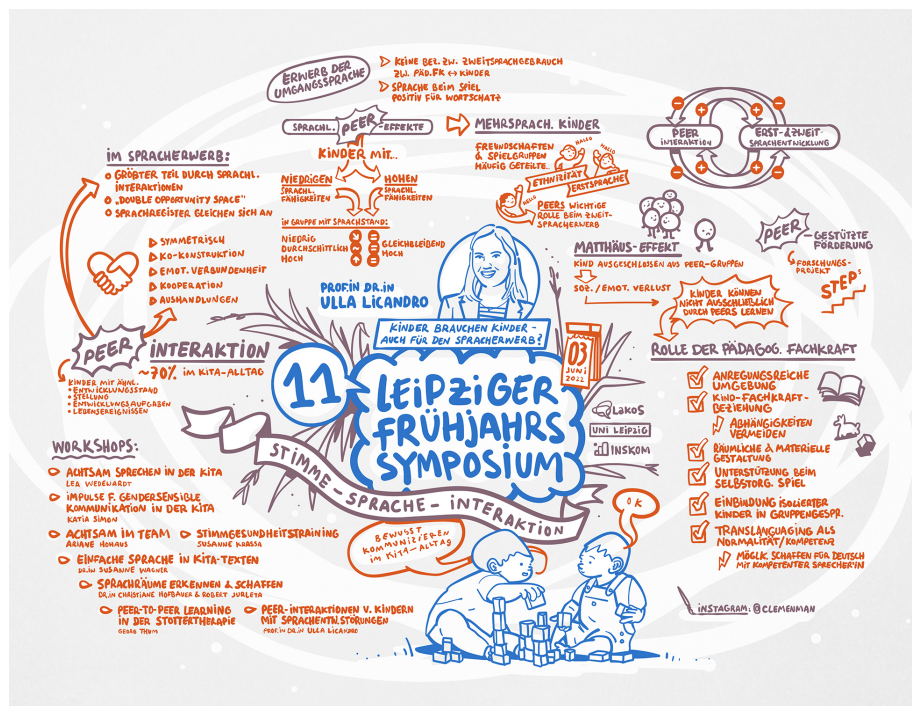 ERWERB DER
UMGANGSSPRACHE
KEINE BEZ. ZW. ZWEITSPRACHGEBRAUCH
ZW. PÄD.FK ↔ KINDER
SPRACHE BEIM SPIEL
POSITIV FÜR WORTSCHATZ
SPRACHL. PEER-EFFEKTE
KINDER MIT...
NIEDRIGEN
SPRACHL.
FÄHIGKEITEN
HOHEN
SPRACHL.
FÄHIGKEITEN
IN GRUPPE MIT SPRACHSTAND:
NIEDRIG
DURCHSCHNITTLICH
HOCH
GLEICHBLEIBEND
HOCH
MEHRSPRACH. KINDER
FREUNDSCHAFTEN
& SPIELGRUPPEN
HÄUFIG GETEILTE..
HALLO
HALLO
ETHNIZITÄT
ERSTSPRACHE
HELLO
PEERS WICHTIGE
ROLLE BEIM ZWEIT-
SPRACHERWERB
PEER
INTERAKTION
ERST- & ZWEIT
SPRACHENTWICKLUNG
IM SPRACHERWERB:
GRÖßTER TEIL DURCH SPRACHL.
INTERAKTIONEN
„DOUBLE OPPORTUNITY SPACE"
SPRACHREGISTER GLEICHEN SICH AN
SYMMETRISCH
KO-KONSTRUKTION
EMOT. VERBUNDENHEIT
KOOPERATION
AUSHANDLUNGEN
PEER INTERAKTION
~70% IM KITA-ALLTAG
KINDER MIT ÄHNL.
• ENTWICKLUNGSSTAND
• STELLUNG
• ENTWICKLUNGSAUFGABEN
• LEBENSEREIGNISSEN
MATTHÄUS-EFFEKT
KIND AUSGESCHLOSSEN AUS PEER-GRUPPEN
SOZ./EMOT. VERLUST
PEER-GESTÜTZTE
FÖRDERUNG
FORSCHUNGS-
PROJEKT
STEPs
KINDER KÖNNEN
NICHT AUSSCHLIEßLICH
DURCH PEERS LERNEN
PROF.IN DR.IN
ULLA LICANDRO
KINDER BRAUCHEN KINDER -
AUCH FÜR DEN SPRACHERWERB?
03
JUNI
2022
11
LEIPZIGER
FRÜHJAHRS
SYMPOSIUM
STIMME-SPRACHE-INTERAKTION
LAKOS
UNI LEIPZIG
INSKOM
ROLLE DER PÄDAGOG. FACHKRAFT
ANREGUNGSREICHE
UMGEBUNG
KIND-FACHKRAFT-
BEZIEHUNG
ABHÄNGIGKEITEN
VERMEIDEN
RÄUMLICHE & MATERIELLE
GESTALTUNG
UNTERSTÜTZUNG BEIM
SELBSTORG. SPIEL
EINBINDUNG ISOLIERTER
KINDER IN GRUPPENGESPR.
TRANSLANGUAGING ALS
NORMALITÄT/KOMPETENZ
MÖGLK. SCHAFFEN FÜR DEUTSCH
MIT KOMPETENTER SPRECHER*IN
WORKSHOPS:
ACHTSAM SPRECHEN IN DER KITA
LEA WEDEWARDT
IMPULSE F. GENDERSENSIBLE
KOMMUNIKATION IN DER KITA
KATJA SIMON
ACHTSAM IM TEAM
ARIANE HOHAUS
STIMMGESUNDHEITSTRAINING
SUSANNE KRASSA
EINFACHE SPRACHE IN KITA-TEXTEN
DR.IN SUSANNE WAGNER
SPRACHRÄUME ERKENNEN & SCHAFFEN
DR.IN CHRISTIANE HOFBAUER & ROBERT JURLETA
PEER-TO-PEER LEARNING
IN DER STOTTERTHERAPIE
GEORG THUM
PEER-INTERAKTIONEN V. KINDERN
MIT SPRACHENTW.STÖRUNGEN
PROF.IN DR.IN ULLA LICANDRO
BEWUSST
KOMMUNIZIEREN
IM KITA-ALLTAG
OK
INSTAGRAM: @CLEMENMAN